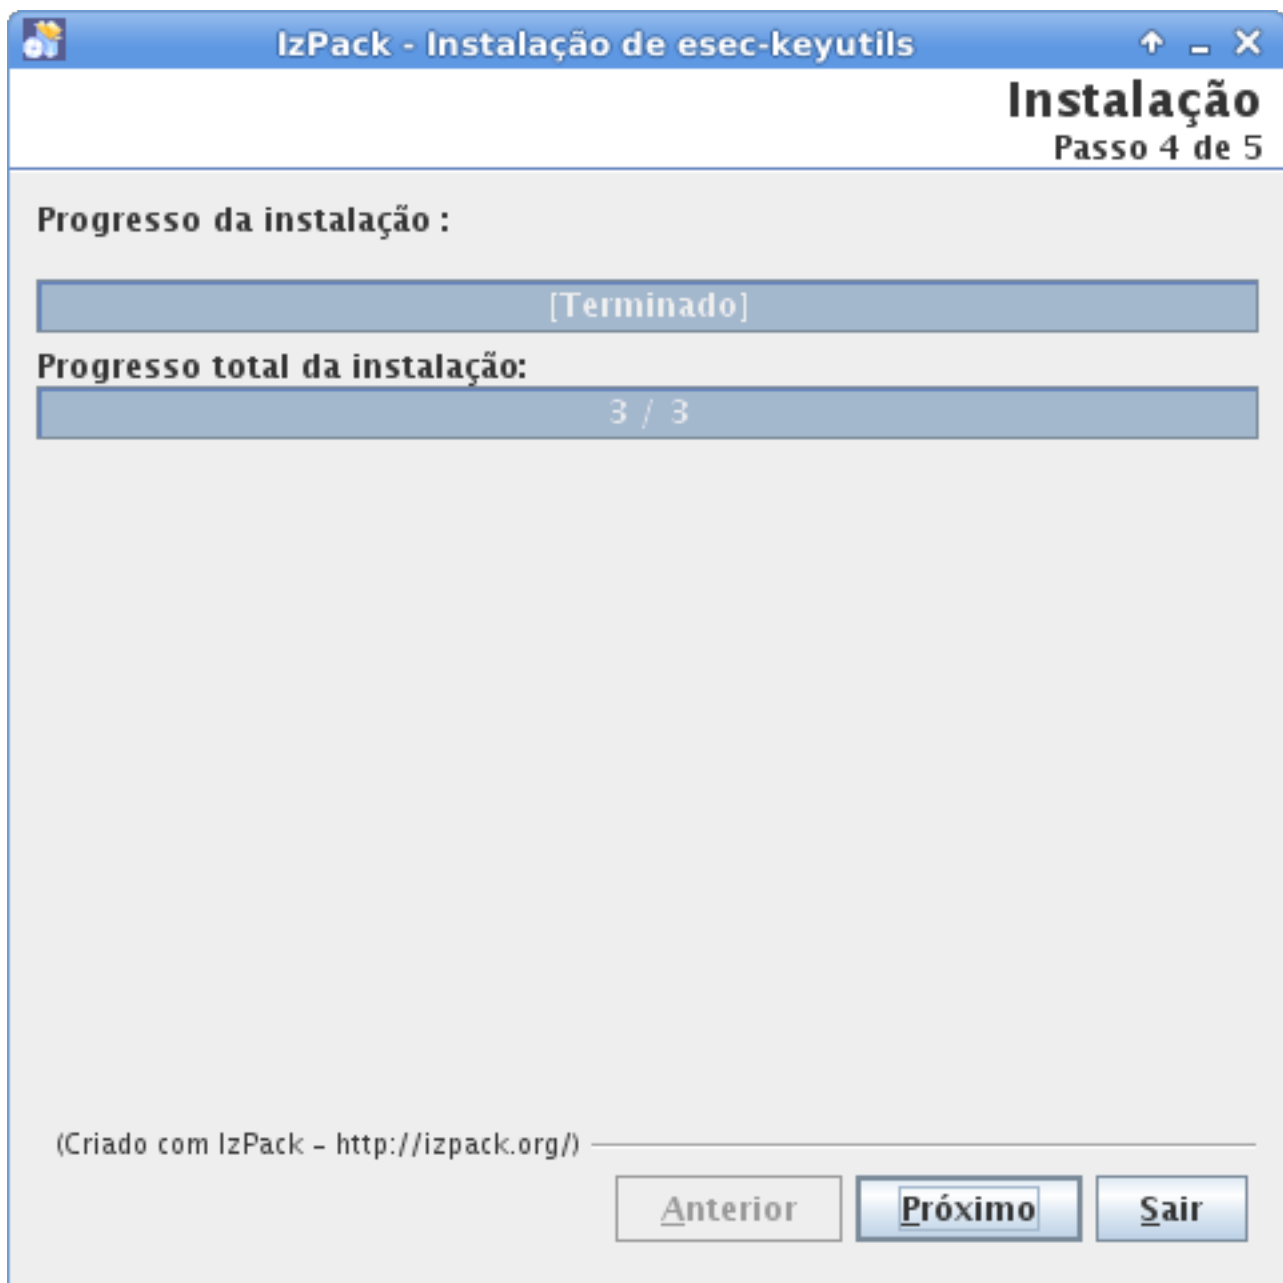 IzPack - Instalação de esec-keyutils
Instalação
Passo 4 de 5
Progresso da instalação :
[Terminado]
Progresso total da instalação:
3 / 3
(Criado com IzPack - http://izpack.org/)
Anterior
Próximo
Sair